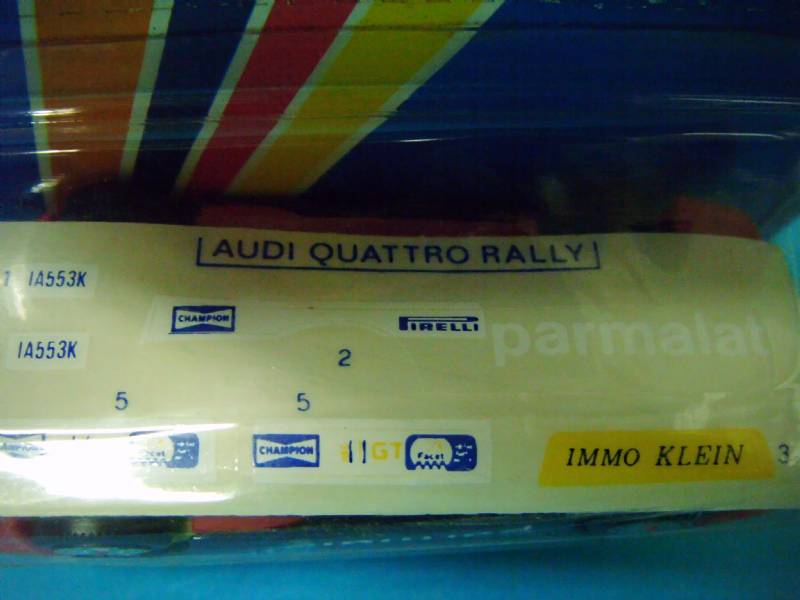 AUDI QUATTRO RALLY
1 IA553K
CHAMPION PIRELLI parmalat
IA553K
2
5 5
CHAMPION GT Facet IMMO KLEIN 3